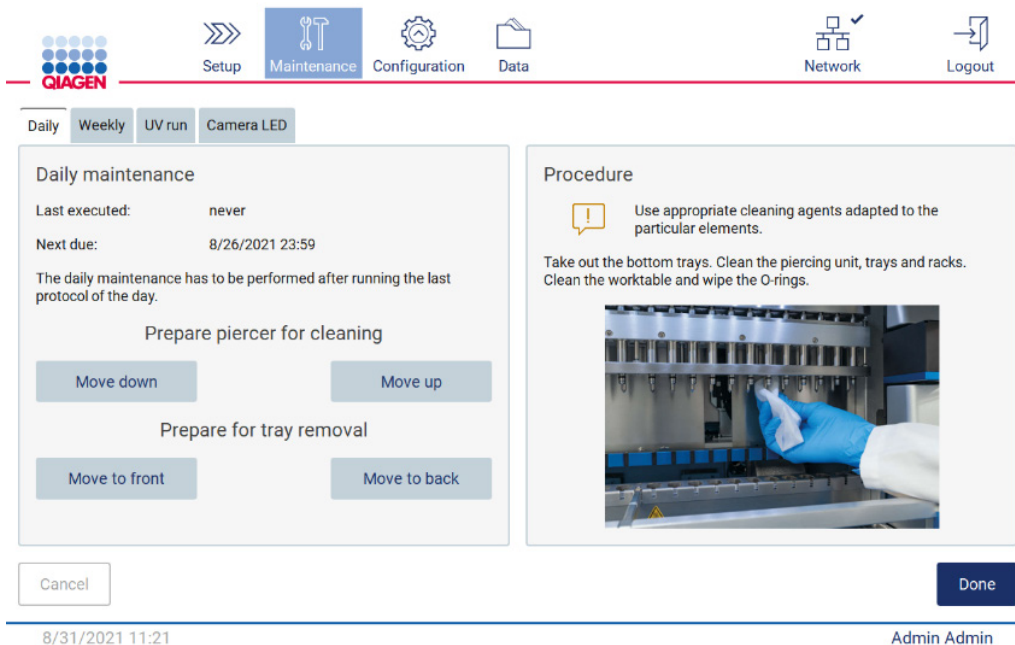 QIAGEN
Setup
Maintenance
Configuration
Data
Network
Logout
Daily
Weekly
UV run
Camera LED
Daily maintenance
Last executed: never
Next due: 8/26/2021 23:59
The daily maintenance has to be performed after running the last
protocol of the day.
Prepare piercer for cleaning
Move down
Move up
Prepare for tray removal
Move to front
Move to back
Procedure
Use appropriate cleaning agents adapted to the
particular elements.
Take out the bottom trays. Clean the piercing unit, trays and racks.
Clean the worktable and wipe the O-rings.
Cancel
Done
8/31/2021 11:21
Admin Admin